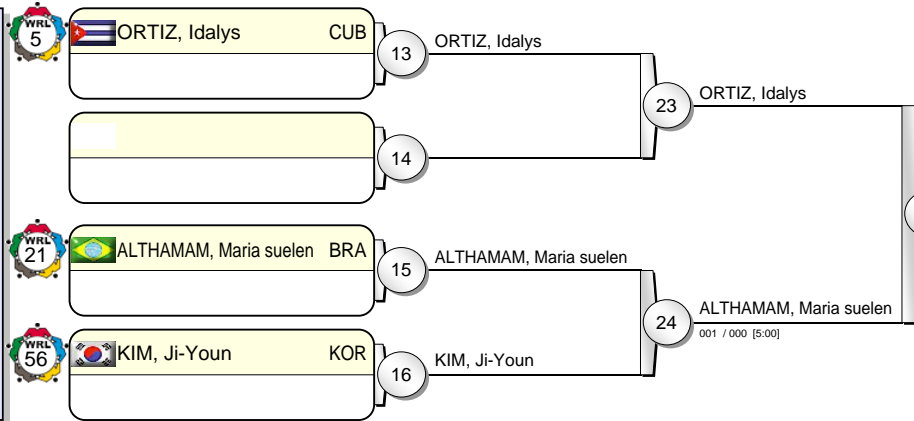 WRL
5
ORTIZ, Idalys CUB
13
ORTIZ, Idalys
23
ORTIZ, Idalys
14
WRL
21
ALTHAMAM, Maria suelen BRA
15
ALTHAMAM, Maria suelen
24
ALTHAMAM, Maria suelen
001 / 000 [5:00]
WRL
56
KIM, Ji-Youn KOR
16
KIM, Ji-Youn